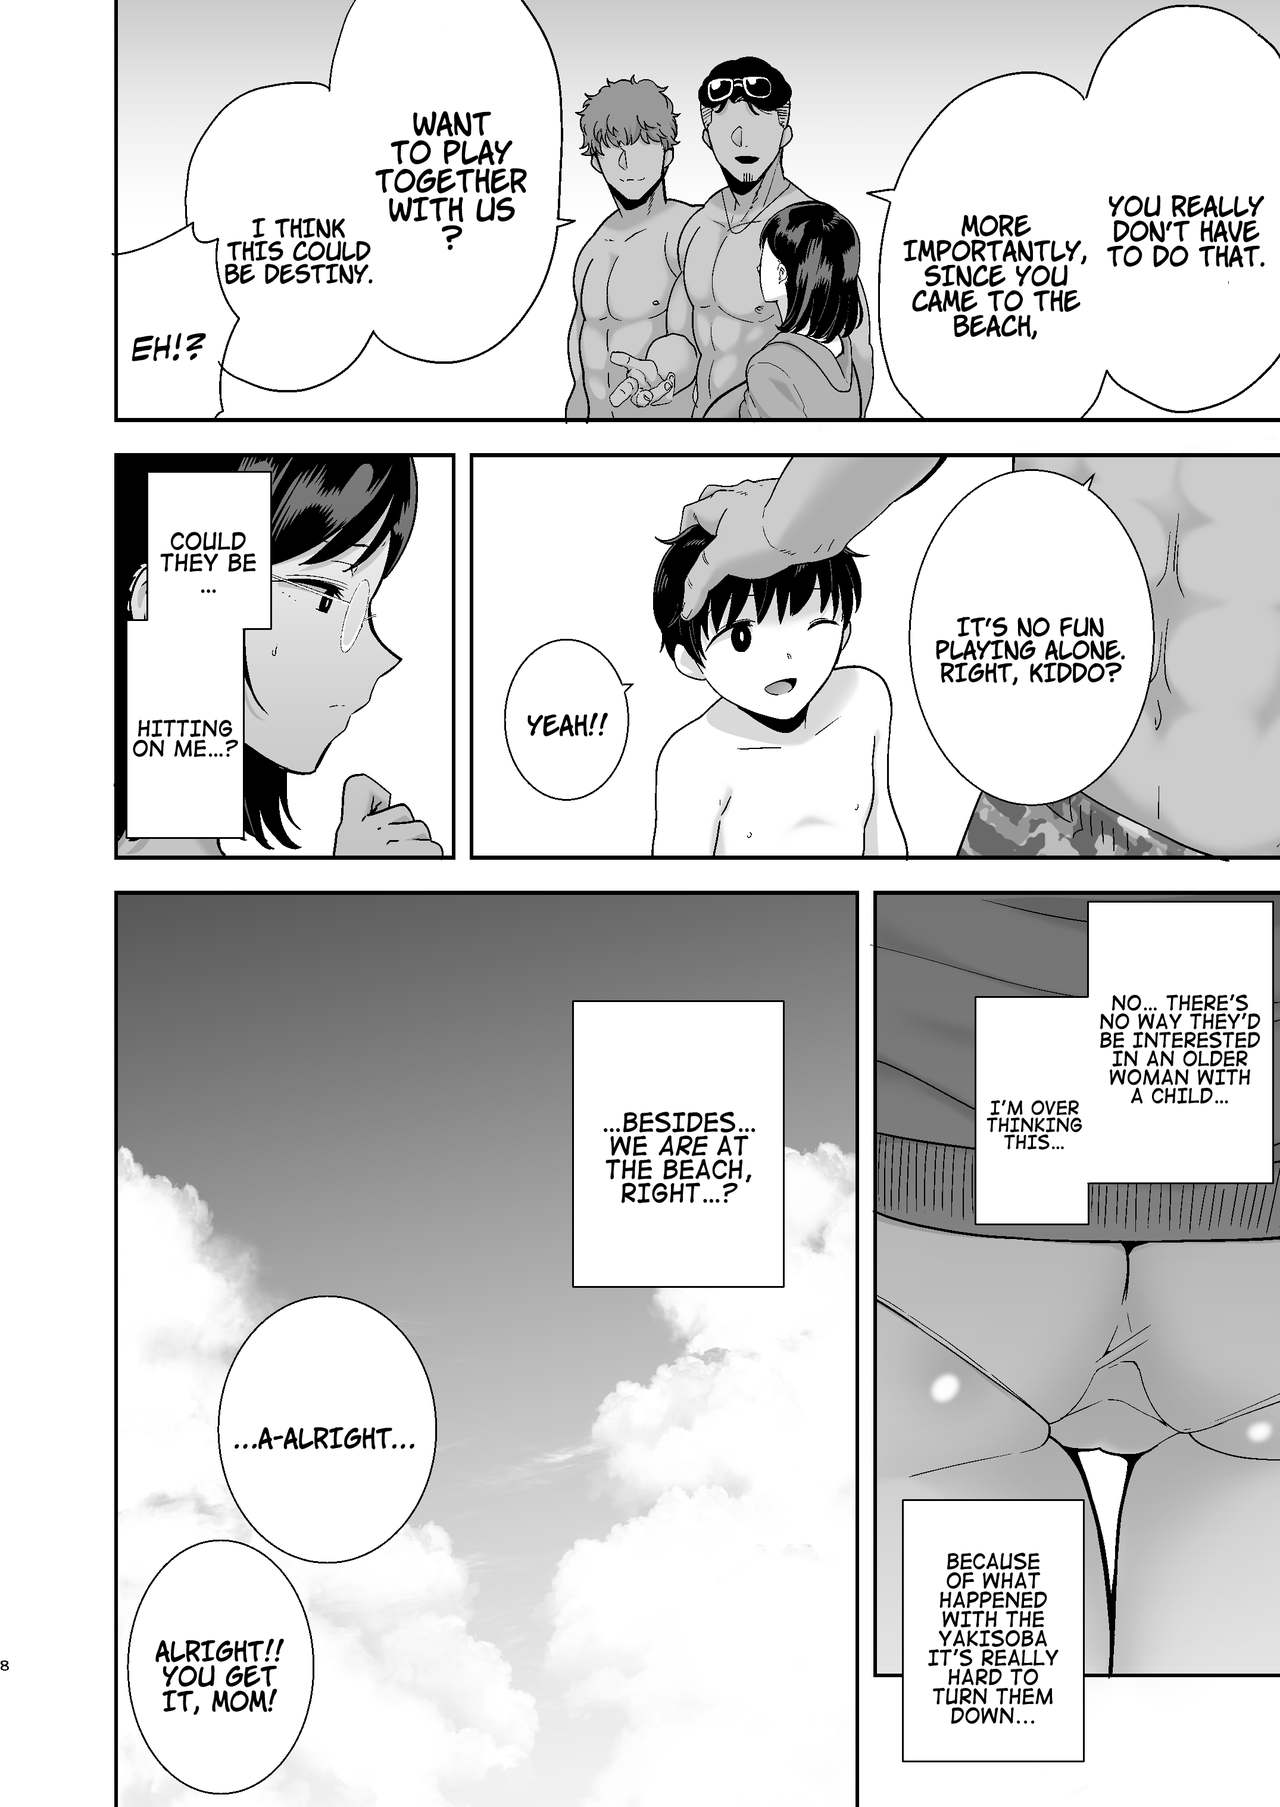 YOU REALLY
DON'T HAVE
TO DO THAT.
MORE
IMPORTANTLY,
SINCE YOU
CAME TO THE
BEACH,
WANT
TO PLAY
TOGETHER
WITH US
?
I THINK
THIS COULD
BE DESTINY.
EH!?
IT'S NO FUN
PLAYING ALONE.
RIGHT, KIDDO?
YEAH!!
COULD
THEY BE
...
HITTING
ON ME...?
NO... THERE'S
NO WAY THEY'D
BE INTERESTED
IN AN OLDER
WOMAN WITH
A CHILD...
I'M OVER
THINKING
THIS...
BECAUSE
OF WHAT
HAPPENED
WITH THE
YAKISOBA
IT'S REALLY
HARD TO
TURN THEM
DOWN...
...BESIDES...
WE ARE AT
THE BEACH,
RIGHT...?
...A-ALRIGHT...
ALRIGHT!!
YOU GET
IT, MOM!
8